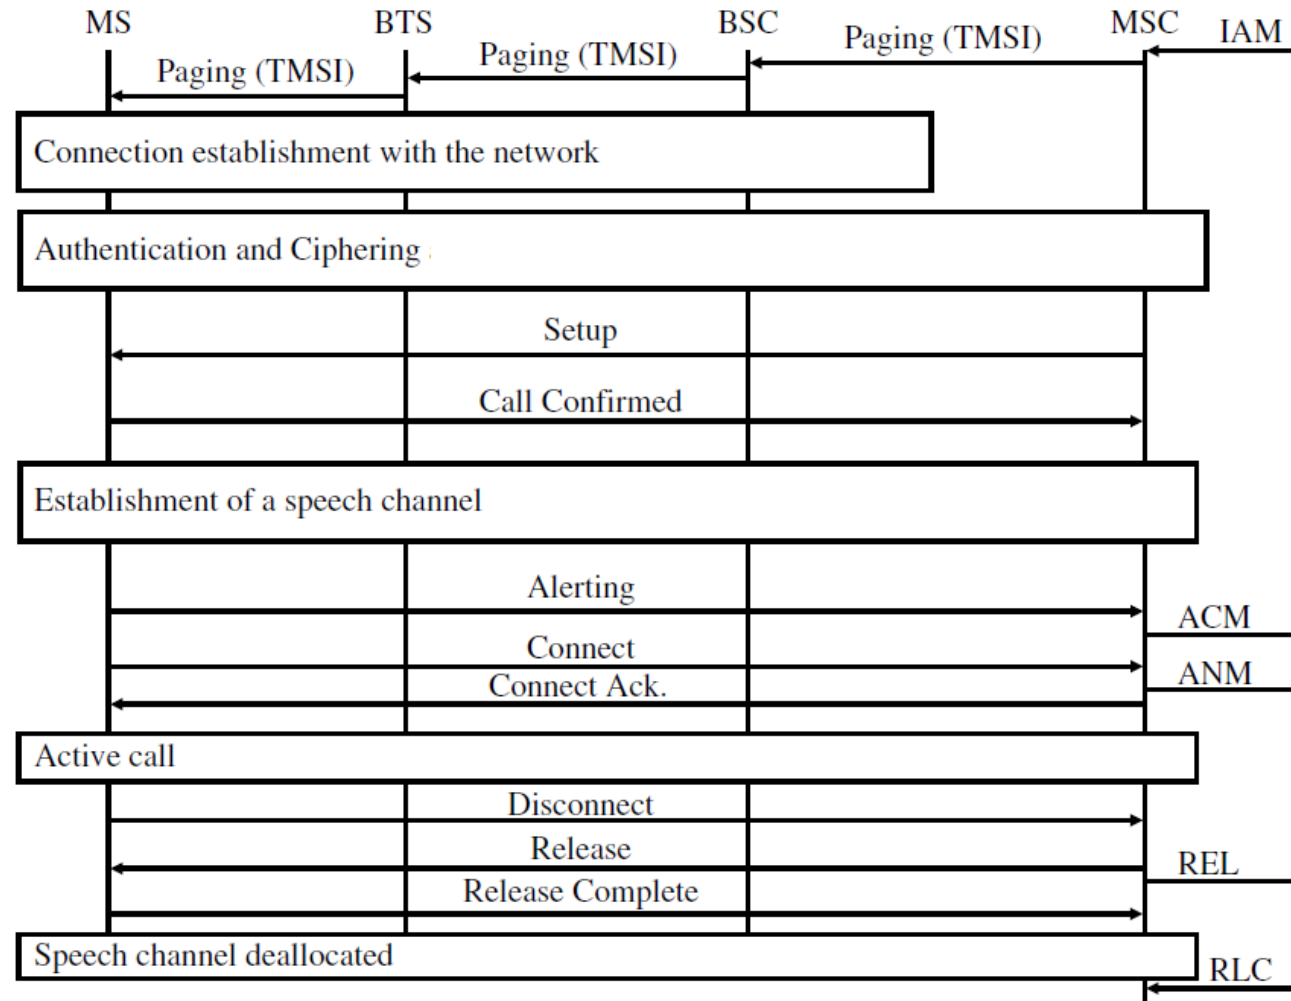 MS BTS BSC MSC IAM
Paging (TMSI) Paging (TMSI) Paging (TMSI)
Connection establishment with the network
Authentication and Ciphering
Setup
Call Confirmed
Establishment of a speech channel
Alerting
ACM
Connect
ANM
Connect Ack.
Active call
Disconnect
Release
REL
Release Complete
Speech channel deallocated
RLC